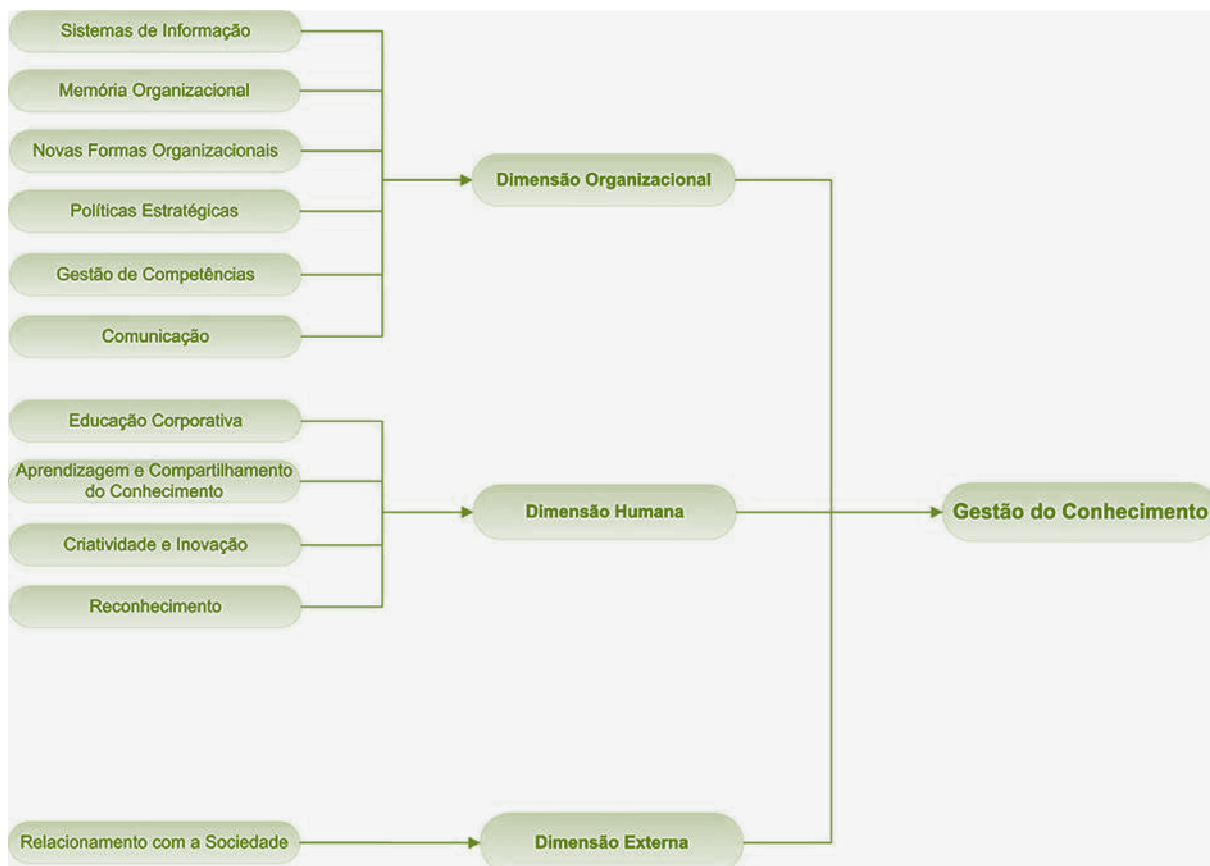 Sistemas de Informação
Memória Organizacional
Novas Formas Organizacionais
Políticas Estratégicas
Gestão de Competências
Comunicação
Dimensão Organizacional
Educação Corporativa
Aprendizagem e Compartilhamento
do Conhecimento
Criatividade e Inovação
Reconhecimento
Dimensão Humana
Relacionamento com a Sociedade
Dimensão Externa
Gestão do Conhecimento